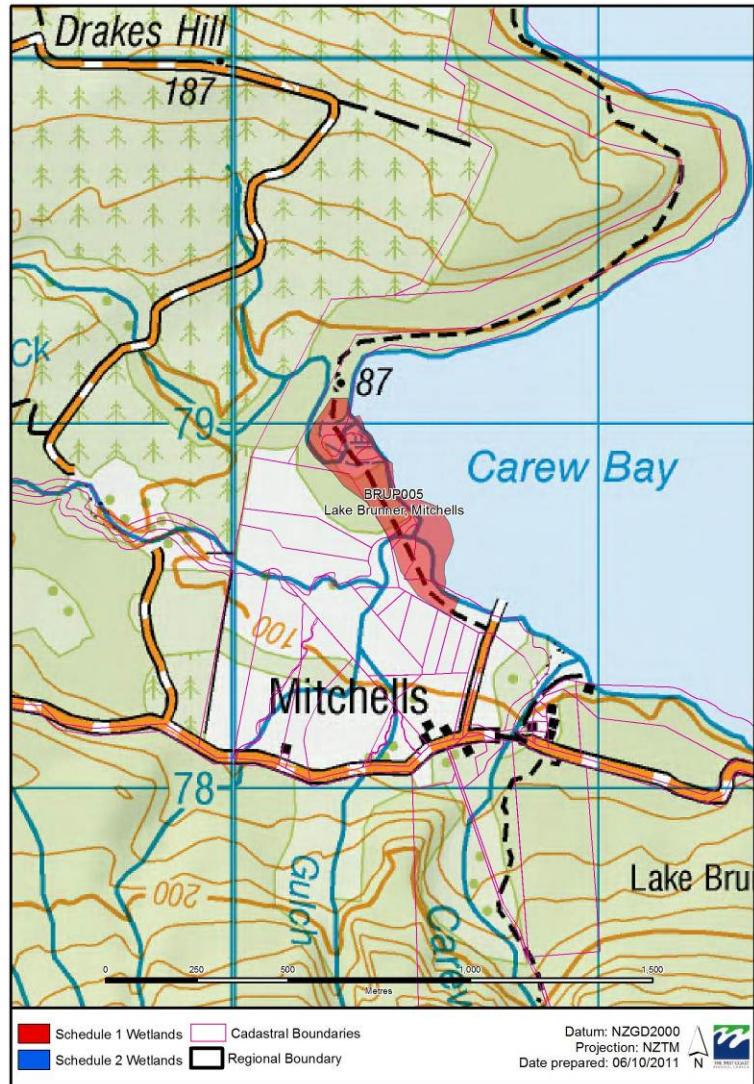 Drakes Hill
187
Ck
87
79
Carew Bay
BRUP005
Lake Brunner, Mitchells
100
Mitchells
78
200
Gulch
Carew
Lake Bru
0 250 500 1,000 1,500
Metres
Schedule 1 Wetlands
Schedule 2 Wetlands
Cadastral Boundaries
Regional Boundary
Datum: NZGD2000
Projection: NZTM
Date prepared: 06/10/2011
N